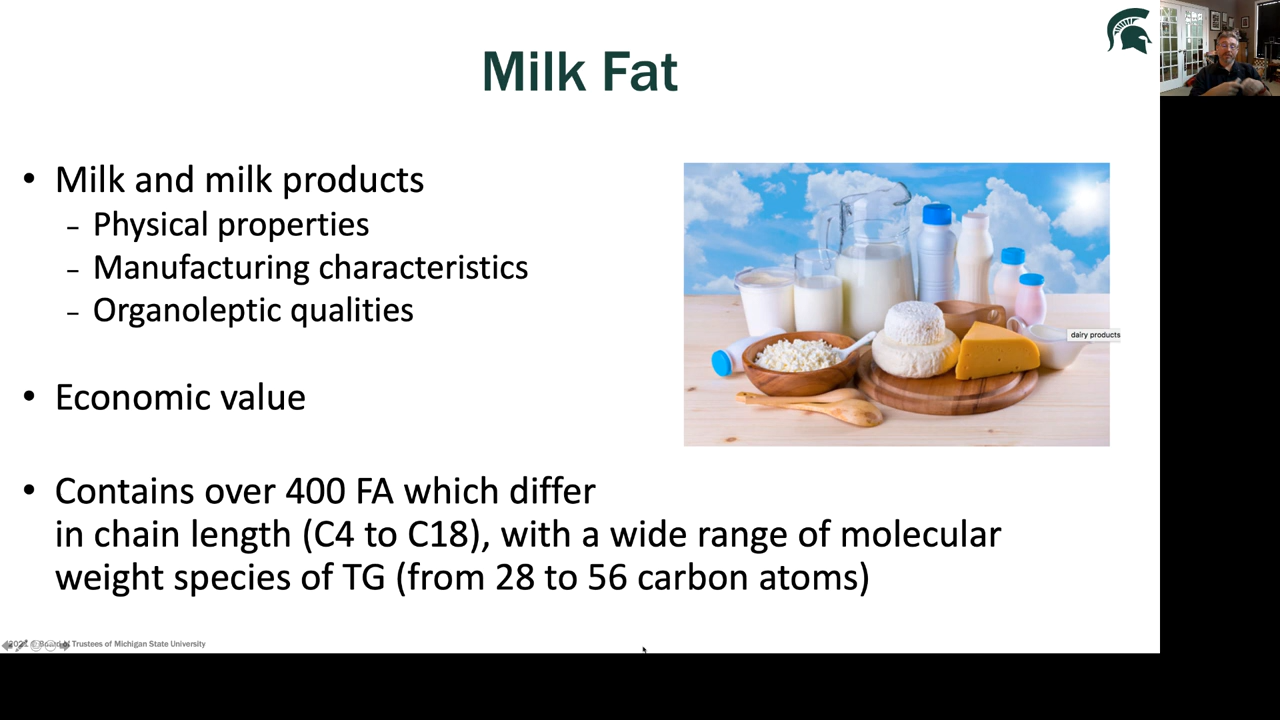 Milk Fat
• Milk and milk products
– Physical properties
– Manufacturing characteristics
– Organoleptic qualities
• Economic value
• Contains over 400 FA which differ
in chain length (C4 to C18), with a wide range of molecular
weight species of TG (from 28 to 56 carbon atoms)
dairy products
2021 © Board of Trustees of Michigan State University